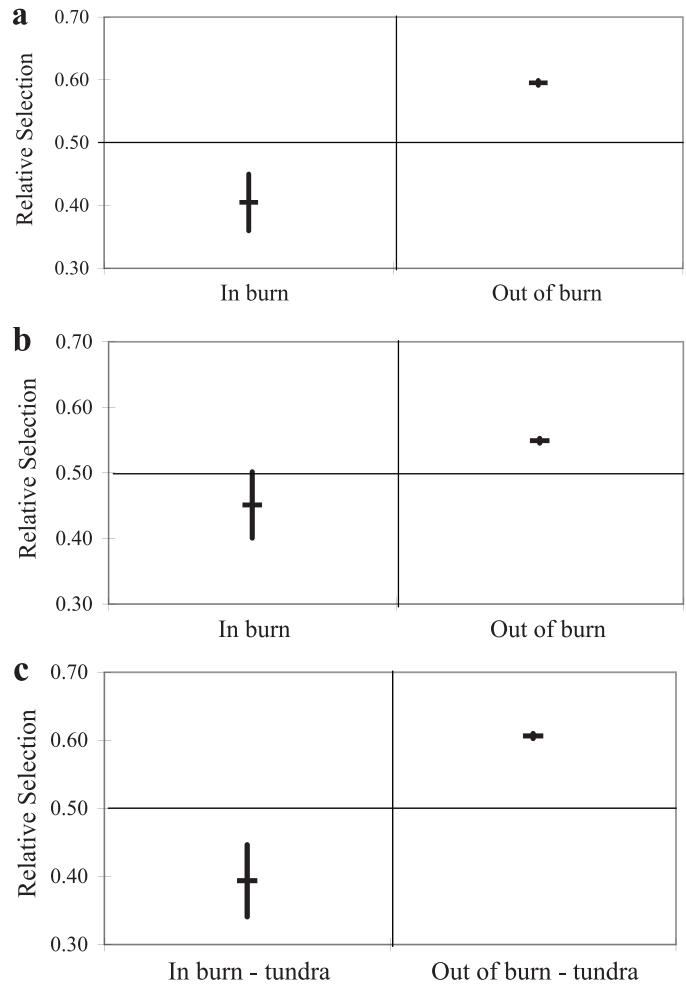 a
Relative Selection
0.70
0.60
0.50
0.40
0.30
In burn Out of burn
b
Relative Selection
0.70
0.60
0.50
0.40
0.30
In burn Out of burn
c
Relative Selection
0.70
0.60
0.50
0.40
0.30
In burn - tundra Out of burn - tundra